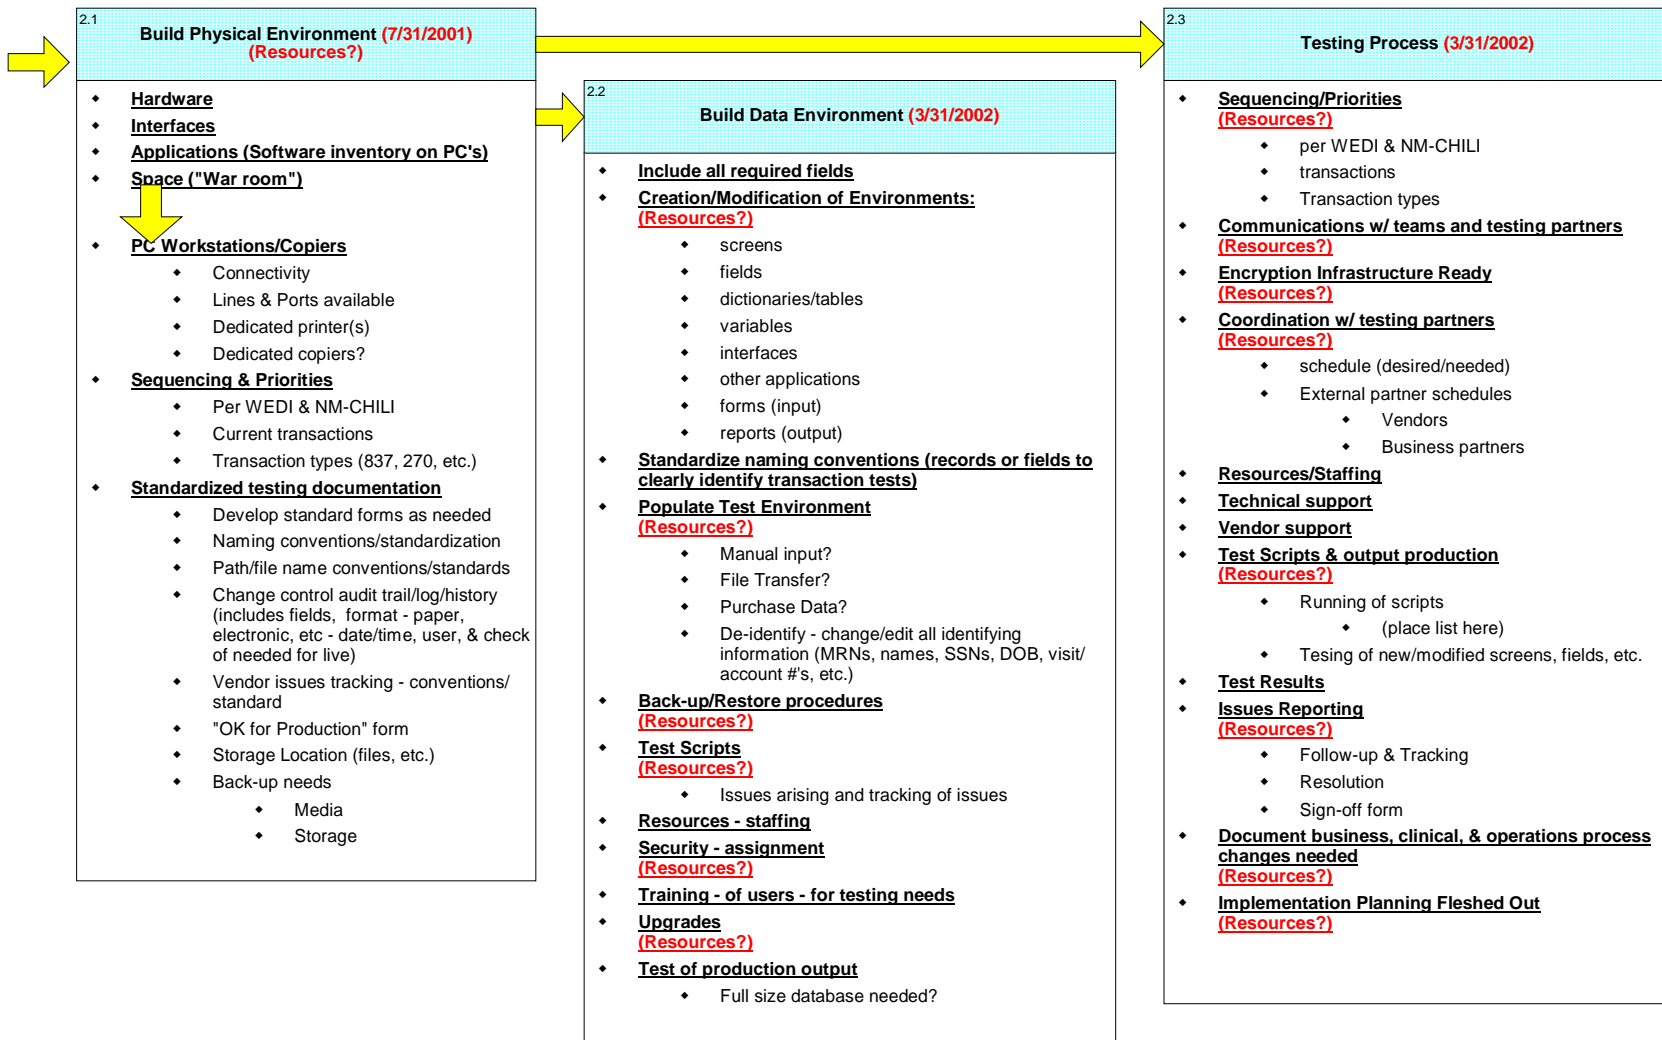 2.1
Build Physical Environment (7/31/2001)
(Resources?)
Hardware
Interfaces
Applications (Software inventory on PC's)
Space ("War room")
PC Workstations/Copiers
Connectivity
Lines & Ports available
Dedicated printer(s)
Dedicated copiers?
Sequencing & Priorities
Per WEDI & NM-CHILI
Current transactions
Transaction types (837, 270, etc.)
Standardized testing documentation
Develop standard forms as needed
Naming conventions/standardization
Path/file name conventions/standards
Change control audit trail/log/history
(includes fields, format - paper,
electronic, etc - date/time, user, & check
of needed for live)
Vendor issues tracking - conventions/
standard
"OK for Production" form
Storage Location (files, etc.)
Back-up needs
Media
Storage
2.2
Build Data Environment (3/31/2002)
Include all required fields
Creation/Modification of Environments:
(Resources?)
screens
fields
dictionaries/tables
variables
interfaces
other applications
forms (input)
reports (output)
Standardize naming conventions (records or fields to
clearly identify transaction tests)
Populate Test Environment
(Resources?)
Manual input?
File Transfer?
Purchase Data?
De-identify - change/edit all identifying
information (MRNs, names, SSNs, DOB, visit/
account #'s, etc.)
Back-up/Restore procedures
(Resources?)
Test Scripts
(Resources?)
Issues arising and tracking of issues
Resources - staffing
Security - assignment
(Resources?)
Training - of users - for testing needs
Upgrades
(Resources?)
Test of production output
Full size database needed?
2.3
Testing Process (3/31/2002)
Sequencing/Priorities
(Resources?)
per WEDI & NM-CHILI
transactions
Transaction types
Communications w/ teams and testing partners
(Resources?)
Encryption Infrastructure Ready
(Resources?)
Coordination w/ testing partners
(Resources?)
schedule (desired/needed)
External partner schedules
Vendors
Business partners
Resources/Staffing
Technical support
Vendor support
Test Scripts & output production
(Resources?)
Running of scripts
(place list here)
Tesing of new/modified screens, fields, etc.
Test Results
Issues Reporting
(Resources?)
Follow-up & Tracking
Resolution
Sign-off form
Document business, clinical, & operations process
changes needed
(Resources?)
Implementation Planning Fleshed Out
(Resources?)